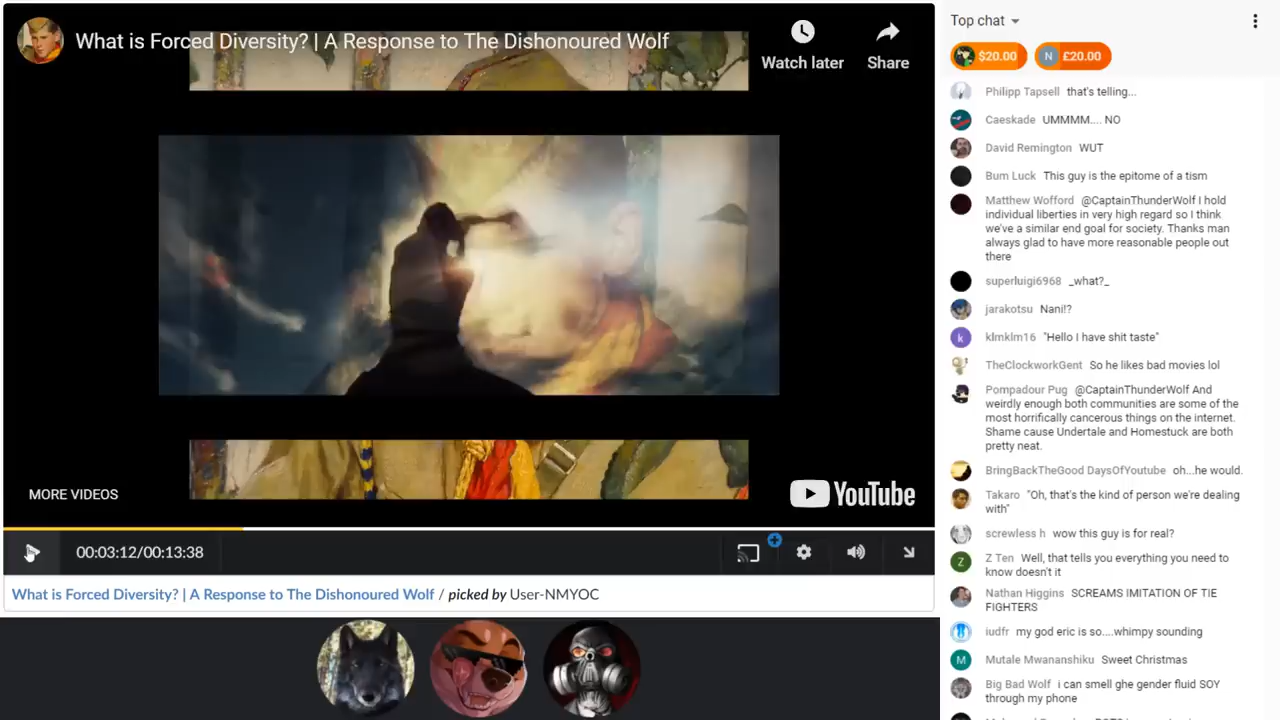 What is Forced Diversity? | A Response to The Dishonoured Wolf
Watch later
Share
MORE VIDEOS
YouTube
00:03:12/00:13:38
What is Forced Diversity? | A Response to The Dishonoured Wolf / picked by User-NMYOC
Top chat
$20.00
N £20.00
Philipp Tapsell that's telling...
Caeskade UMMMM.... NO
David Remington WUT
Bum Luck This guy is the epitome of a tism
Matthew Wofford @CaptainThunderWolf I hold
individual liberties in very high regard so I think
we've a similar end goal for society. Thanks man
always glad to have more reasonable people out
there
superluigi6968 _what?_
jarakotsu Nani!?
k klmklm16 "Hello I have shit taste"
TheClockworkGent So he likes bad movies lol
Pompadour Pug @CaptainThunderWolf And
weirdly enough both communities are some of the
most horrifically cancerous things on the internet.
Shame cause Undertale and Homestuck are both
pretty neat.
BringBackTheGood DaysOfYoutube oh...he would.
Takaro "Oh, that's the kind of person we're dealing
with"
screwless h wow this guy is for real?
Z Z Ten Well, that tells you everything you need to
know doesn't it
Nathan Higgins SCREAMS IMITATION OF TIE
FIGHTERS
iudfr my god eric is so....whimpy sounding
M Mutale Mwananshiku Sweet Christmas
Big Bad Wolf i can smell ghe gender fluid SOY
through my phone